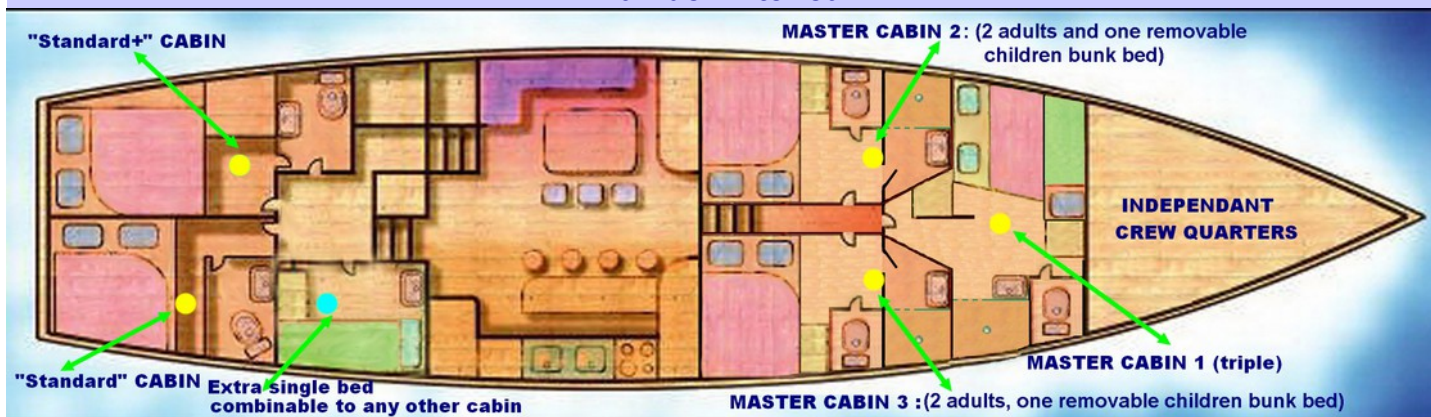 "Standard+" CABIN
MASTER CABIN 2: (2 adults and one removable
children bunk bed)
INDEPENDANT
CREW QUARTERS
MASTER CABIN 1 (triple)
"Standard" CABIN
Extra single bed
combinable to any other cabin
MASTER CABIN 3 :(2 adults, one removable children bunk bed)